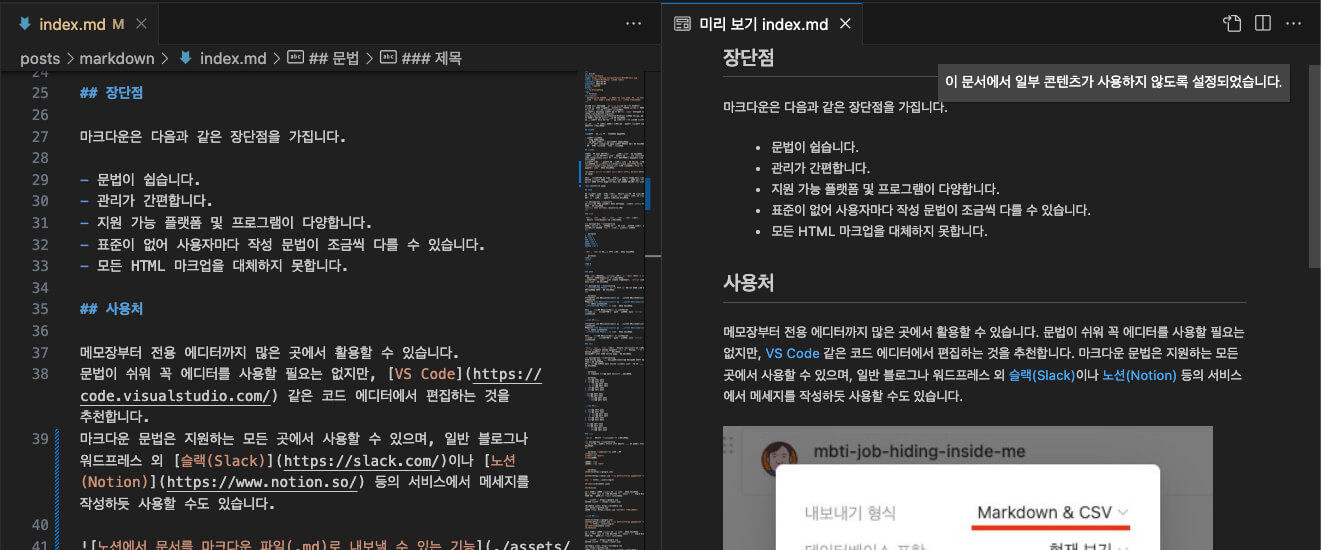 index.md M
posts > markdown > index.md > ## 문법 > ### 제목
24
25 ## 장단점
26
27 마크다운은 다음과 같은 장단점을 가집니다.
28
29 - 문법이 쉽습니다.
30 - 관리가 간편합니다.
31 - 지원 가능 플랫폼 및 프로그램이 다양합니다.
32 - 표준이 없어 사용자마다 작성 문법이 조금씩 다를 수 있습니다.
33 - 모든 HTML 마크업을 대체하지 못합니다.
34
35 ## 사용처
36
37 메모장부터 전용 에디터까지 많은 곳에서 활용할 수 있습니다.
38 문법이 쉬워 꼭 에디터를 사용할 필요는 없지만, [VS Code](https://
code.visualstudio.com/) 같은 코드 에디터에서 편집하는 것을
추천합니다.
39 마크다운 문법은 지원하는 모든 곳에서 사용할 수 있으며, 일반 블로그나
워드프레스 외 [슬랙(Slack)](https://slack.com/)이나 [노션
(Notion)](https://www.notion.so/) 등의 서비스에서 메세지를
작성하듯 사용할 수도 있습니다.
40
41 ![노션에서 문서를 마크다운 파일(.md)로 내보낼 수 있는 기능](./assets/
미리 보기 index.md
장단점
이 문서에서 일부 콘텐츠가 사용하지 않도록 설정되었습니다.
마크다운은 다음과 같은 장단점을 가집니다.
• 문법이 쉽습니다.
• 관리가 간편합니다.
• 지원 가능 플랫폼 및 프로그램이 다양합니다.
• 표준이 없어 사용자마다 작성 문법이 조금씩 다를 수 있습니다.
• 모든 HTML 마크업을 대체하지 못합니다.
사용처
메모장부터 전용 에디터까지 많은 곳에서 활용할 수 있습니다. 문법이 쉬워 꼭 에디터를 사용할 필요는
없지만, VS Code 같은 코드 에디터에서 편집하는 것을 추천합니다. 마크다운 문법은 지원하는 모든
곳에서 사용할 수 있으며, 일반 블로그나 워드프레스 외 슬랙(Slack)이나 노션(Notion) 등의 서비스
에서 메세지를 작성하듯 사용할 수도 있습니다.
mbti-job-hiding-inside-me
내보내기 형식 Markdown & CSV
데이터베이스 포함 현재 보기